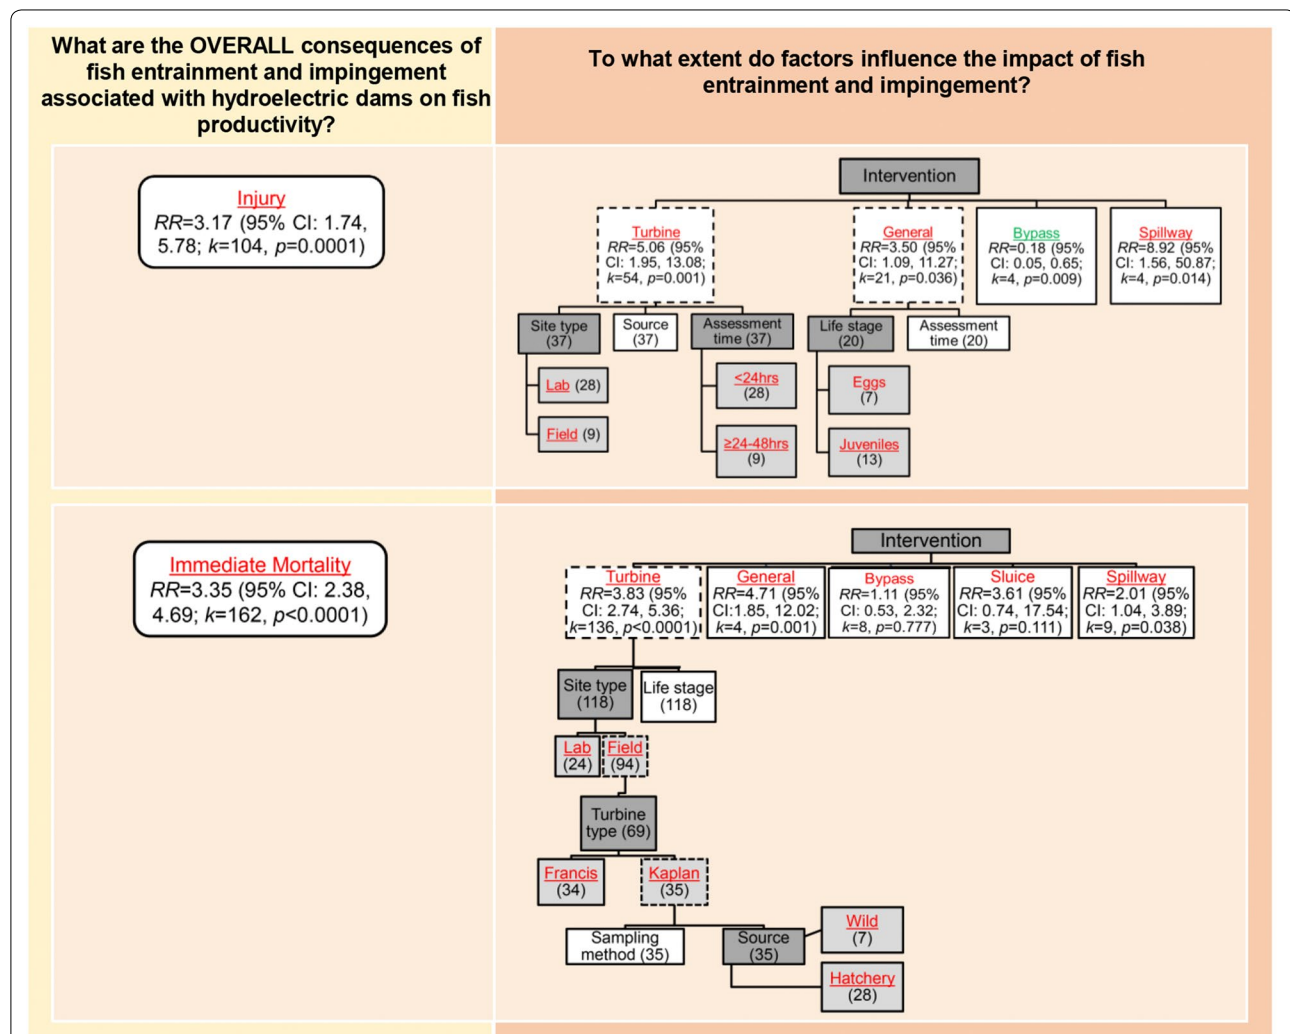 What are the OVERALL consequences of
fish entrainment and impingement
associated with hydroelectric dams on fish
productivity?
To what extent do factors influence the impact of fish
entrainment and impingement?
Injury
RR=3.17 (95% CI: 1.74,
5.78; k=104, p=0.0001)
Intervention
Turbine
RR=5.06 (95%
CI: 1.95, 13.08;
k=54, p=0.001)
General
RR=3.50 (95%
CI: 1.09, 11.27;
k=21, p=0.036)
Bypass
RR=0.18 (95%
CI: 0.05, 0.65;
k=4, p=0.009)
Spillway
RR=8.92 (95%
CI: 1.56, 50.87;
k=4, p=0.014)
Site type
(37)
Source
(37)
Assessment
time (37)
Life stage
(20)
Assessment
time (20)
Lab (28)
Field (9)
<24hrs
(28)
≥24-48hrs
(9)
Eggs
(7)
Juveniles
(13)
Immediate Mortality
RR=3.35 (95% CI: 2.38,
4.69; k=162, p<0.0001)
Intervention
Turbine
RR=3.83 (95%
CI: 2.74, 5.36;
k=136, p<0.0001)
General
RR=4.71 (95%
CI:1.85, 12.02;
k=4, p=0.001)
Bypass
RR=1.11 (95%
CI: 0.53, 2.32;
k=8, p=0.777)
Sluice
RR=3.61 (95%
CI: 0.74, 17.54;
k=3, p=0.111)
Spillway
RR=2.01 (95%
CI: 1.04, 3.89;
k=9, p=0.038)
Site type
(118)
Life stage
(118)
Lab
(24)
Field
(94)
Turbine
type (69)
Francis
(34)
Kaplan
(35)
Sampling
method (35)
Source
(35)
Wild
(7)
Hatchery
(28)